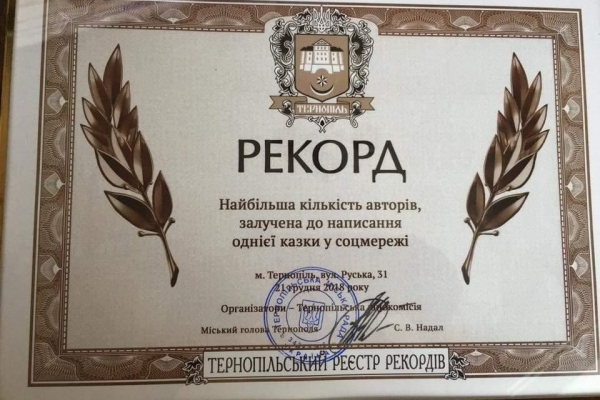 ТЕРНОПІЛЬ
РЕКОРД
Найбільша кількість авторів,
залучена до написання
однієї казки у соцмережі
м. Тернопіль, вул. Руська, 31
21 грудня 2018 року
Організатори – Тернопільська
Міський голова Тернополя С. В. Надал
ТЕРНОПІЛЬСЬКИЙ РЕЄСТР РЕКОРДІВ